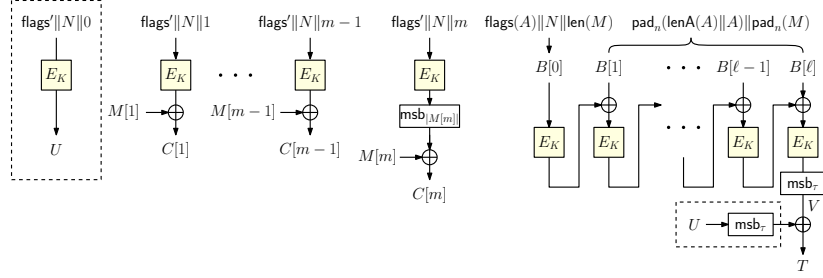 flags′‖N‖0
flags′‖N‖1
flags′‖N‖m − 1
flags′‖N‖m
flags(A)‖N‖len(M)
pad_n(lenA(A)‖A)‖pad_n(M)
B[0] B[1] · · · B[ℓ − 1] B[ℓ]
E_K E_K · · · E_K E_K
M[1] M[m − 1]
msb_|M[m]|
U C[1] C[m − 1] M[m]
C[m]
E_K E_K · · · E_K E_K
msb_τ
V
U msb_τ
T